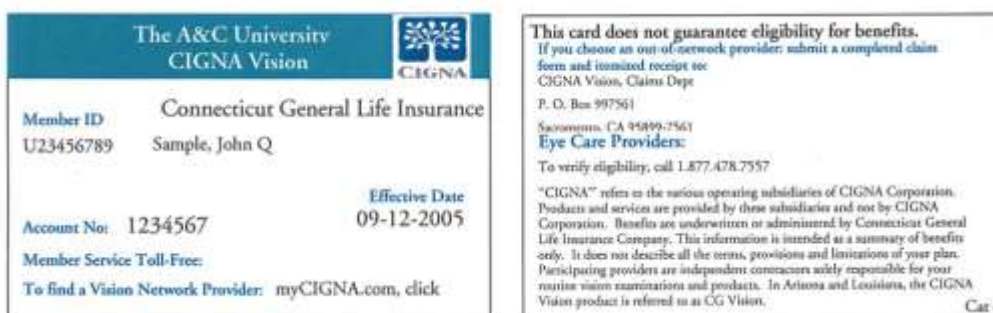 The A&C University
CIGNA Vision
CIGNA
Connecticut General Life Insurance
Member ID
U23456789 Sample, John Q
Effective Date
Account No: 1234567 09-12-2005
Member Service Toll-Free:
To find a Vision Network Provider: myCIGNA.com, click
This card does not guarantee eligibility for benefits.
If you choose an out-of-network provider: submit a completed claim
form and itemized receipt to:
CIGNA Vision, Claims Dept
P. O. Box 997561
Sacramento, CA 95899-7561
Eye Care Providers:
To verify eligibility, call 1.877.478.7557
"CIGNA" refers to the various operating subsidiaries of CIGNA Corporation.
Products and services are provided by these subsidiaries and not by CIGNA
Corporation. Benefits are underwritten or administered by Connecticut General
Life Insurance Company. This information is intended as a summary of benefits
only. It does not describe all the terms, provisions and limitations of your plan.
Participating providers are independent contractors solely responsible for your
routine vision examinations and products. In Arizona and Louisiana, the CIGNA
Vision product is referred to as CG Vision.
Cat